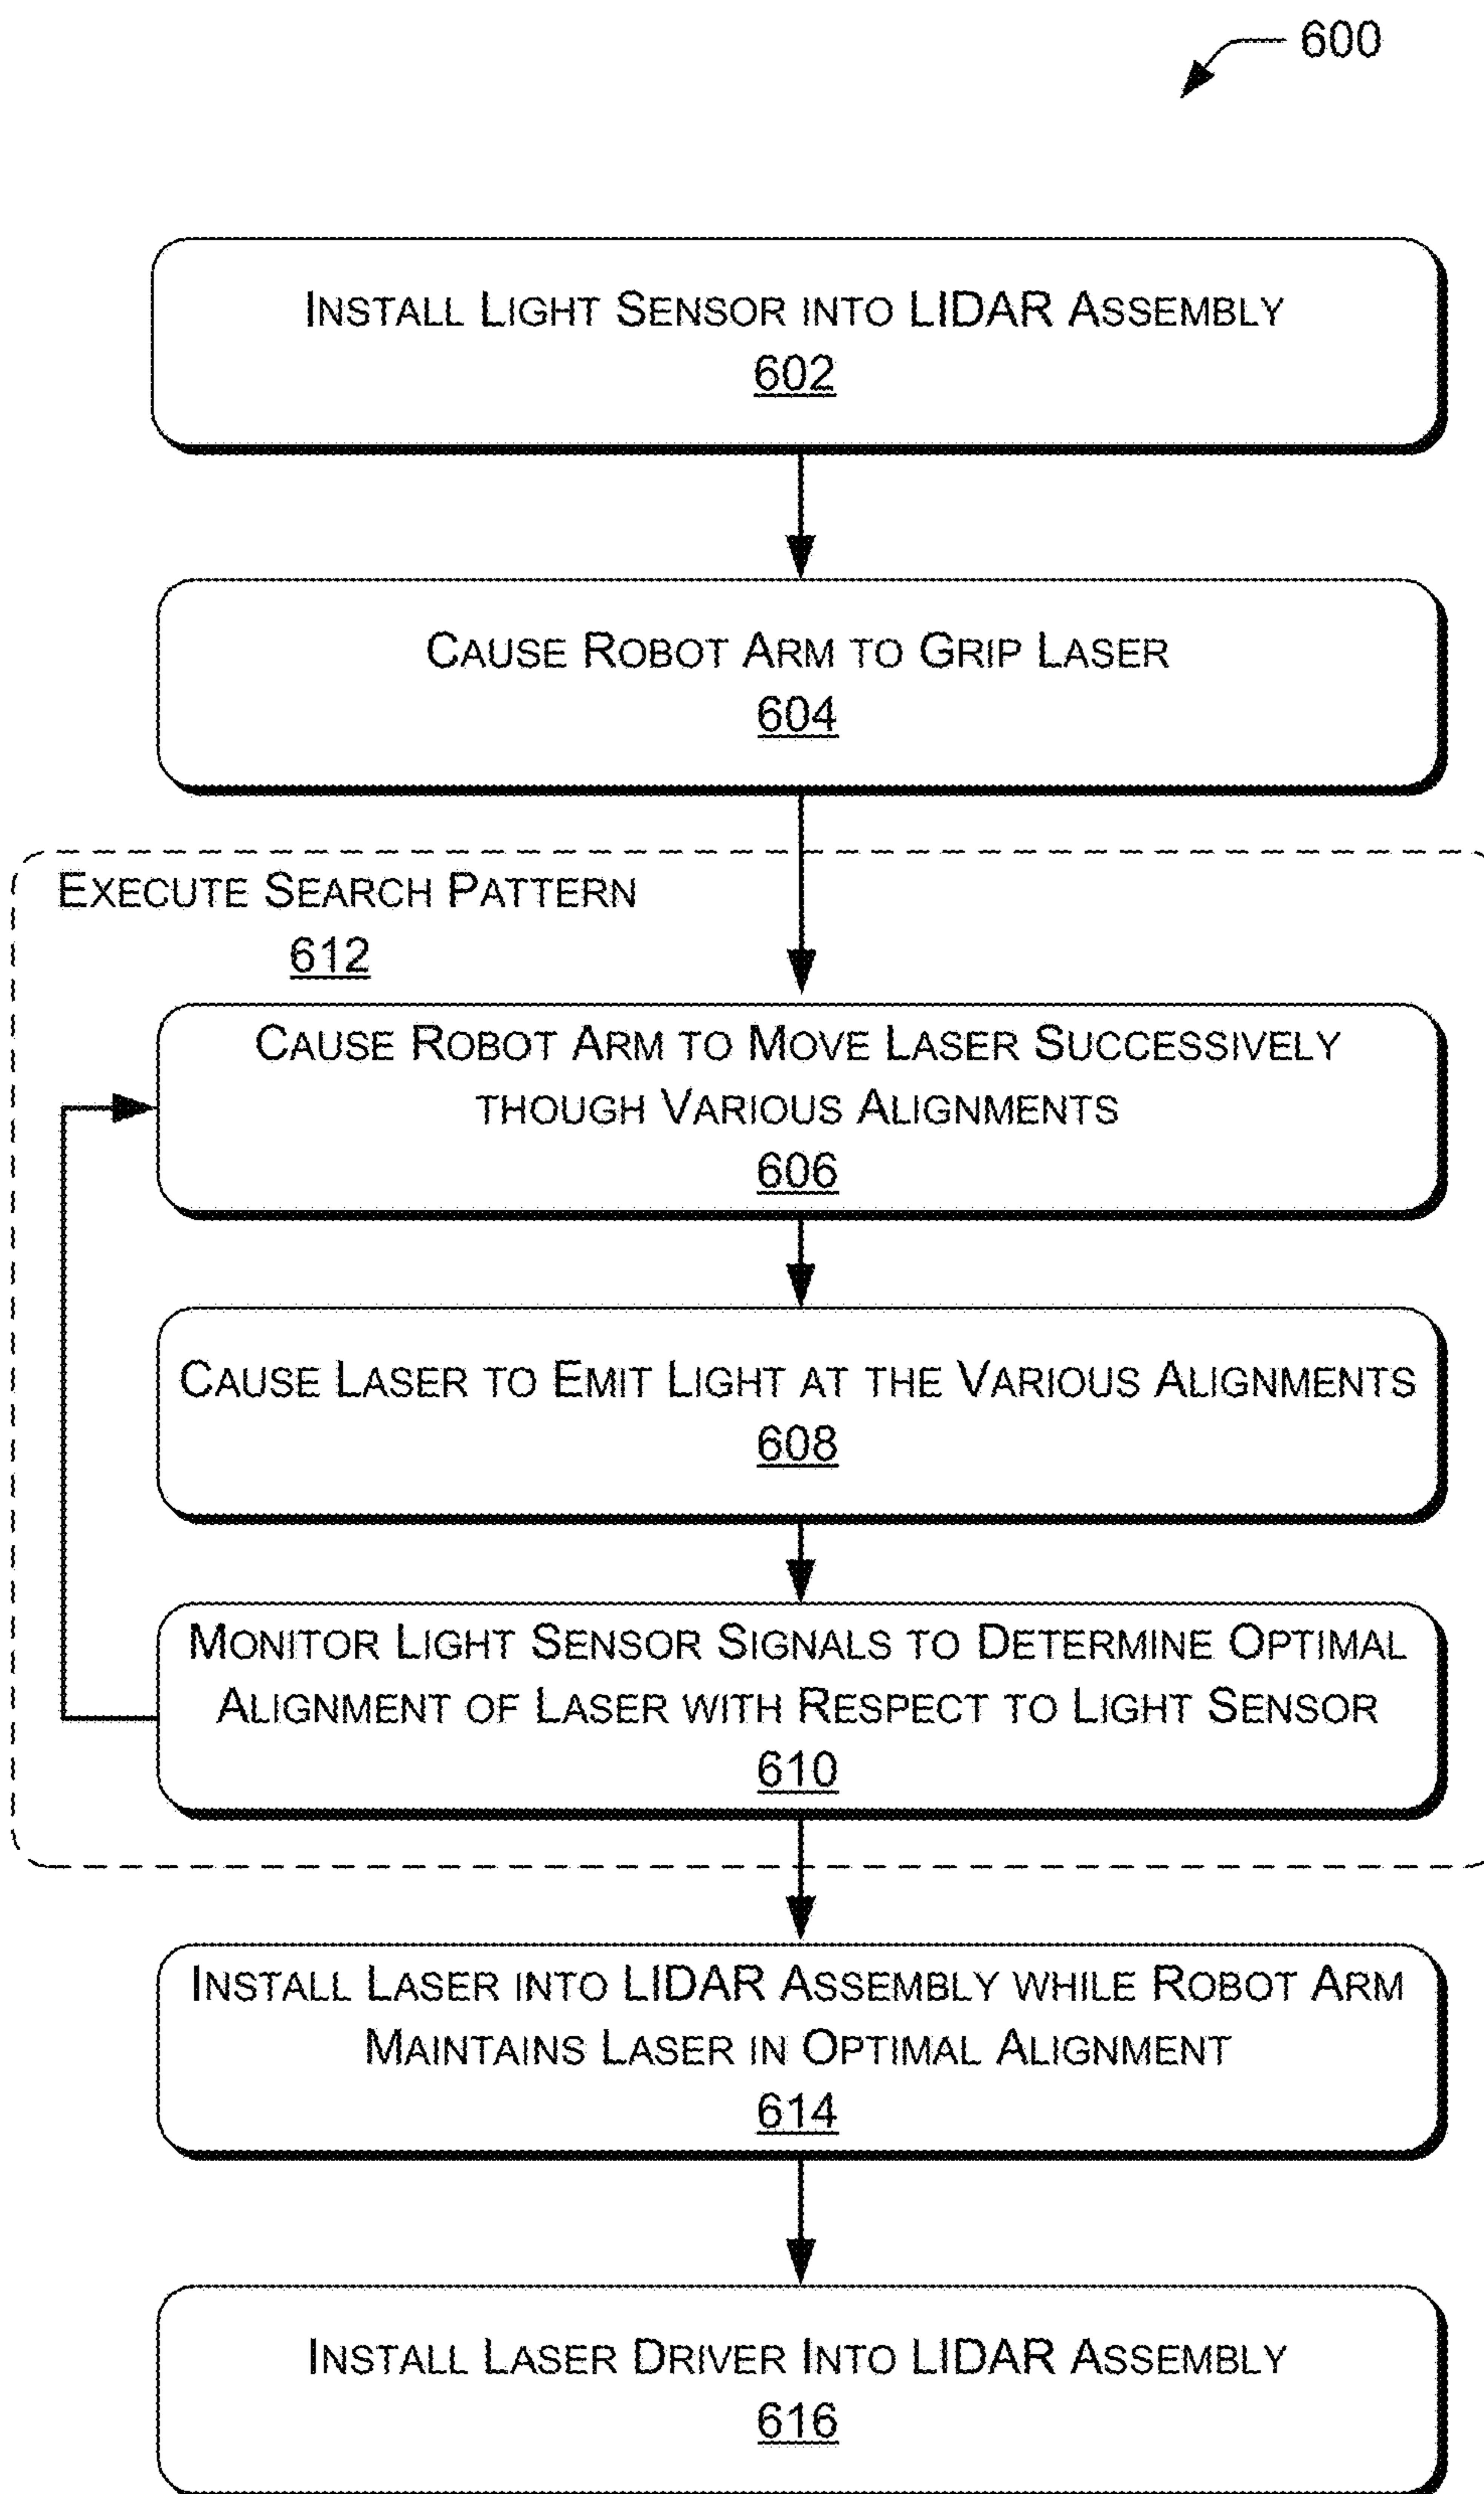 600
INSTALL LIGHT SENSOR INTO LIDAR ASSEMBLY
602
CAUSE ROBOT ARM TO GRIP LASER
604
EXECUTE SEARCH PATTERN
612
CAUSE ROBOT ARM TO MOVE LASER SUCCESSIVELY
THOUGH VARIOUS ALIGNMENTS
606
CAUSE LASER TO EMIT LIGHT AT THE VARIOUS ALIGNMENTS
608
MONITOR LIGHT SENSOR SIGNALS TO DETERMINE OPTIMAL
ALIGNMENT OF LASER WITH RESPECT TO LIGHT SENSOR
610
INSTALL LASER INTO LIDAR ASSEMBLY WHILE ROBOT ARM
MAINTAINS LASER IN OPTIMAL ALIGNMENT
614
INSTALL LASER DRIVER INTO LIDAR ASSEMBLY
616